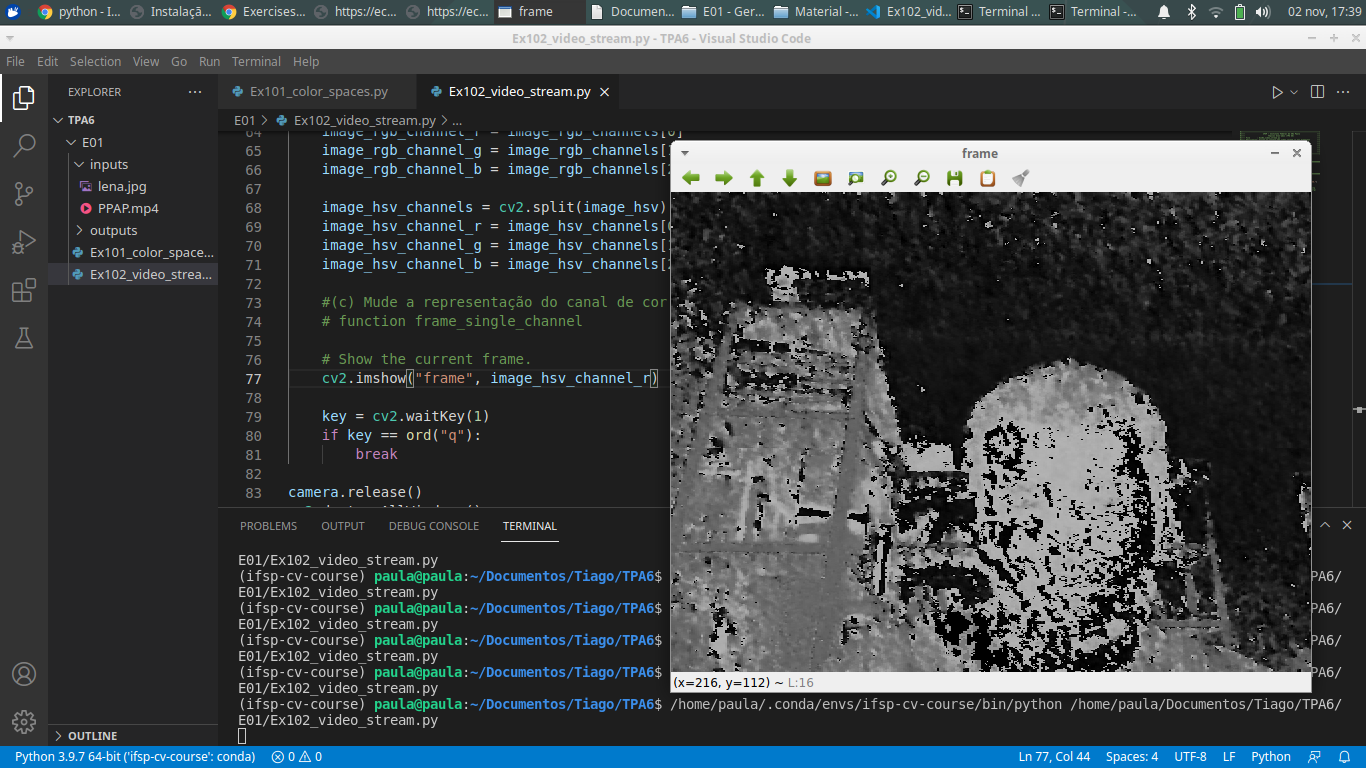 python - I...
Instalaçã...
Exercises...
https://ec...
https://ec...
frame
Documen...
E01 - Ger...
Material -...
Ex102_vid...
Terminal ...
Terminal -...
02 nov, 17:39
Ex102_video_stream.py - TPA6 - Visual Studio Code
File Edit Selection View Go Run Terminal Help
EXPLORER
TPA6
E01
inputs
lena.jpg
PPAP.mp4
outputs
Ex101_color_space...
Ex102_video_strea...
OUTLINE
Ex101_color_spaces.py
Ex102_video_stream.py
E01 > Ex102_video_stream.py > ...
64 image_rgb_channel_r = image_rgb_channels[0]
65 image_rgb_channel_g = image_rgb_channels[
66 image_rgb_channel_b = image_rgb_channels[
67
68 image_hsv_channels = cv2.split(image_hsv)
69 image_hsv_channel_r = image_hsv_channels[
70 image_hsv_channel_g = image_hsv_channels[
71 image_hsv_channel_b = image_hsv_channels[
72
73 #(c) Mude a representação do canal de cor
74 # function frame_single_channel
75
76 # Show the current frame.
77 cv2.imshow("frame", image_hsv_channel_r)
78
79 key = cv2.waitKey(1)
80 if key == ord("q"):
81 break
82
83 camera.release()
frame
(x=216, y=112) ~ L:16
PROBLEMS OUTPUT DEBUG CONSOLE TERMINAL
E01/Ex102_video_stream.py
(ifsp-cv-course) paula@paula:~/Documentos/Tiago/TPA6$ PA6/
E01/Ex102_video_stream.py
(ifsp-cv-course) paula@paula:~/Documentos/Tiago/TPA6$ PA6/
E01/Ex102_video_stream.py
(ifsp-cv-course) paula@paula:~/Documentos/Tiago/TPA6$ PA6/
E01/Ex102_video_stream.py
(ifsp-cv-course) paula@paula:~/Documentos/Tiago/TPA6$ PA6/
E01/Ex102_video_stream.py
(ifsp-cv-course) paula@paula:~/Documentos/Tiago/TPA6$ /home/paula/.conda/envs/ifsp-cv-course/bin/python /home/paula/Documentos/Tiago/TPA6/
E01/Ex102_video_stream.py
Python 3.9.7 64-bit ('ifsp-cv-course': conda) 0 0 Ln 77, Col 44 Spaces: 4 UTF-8 LF Python